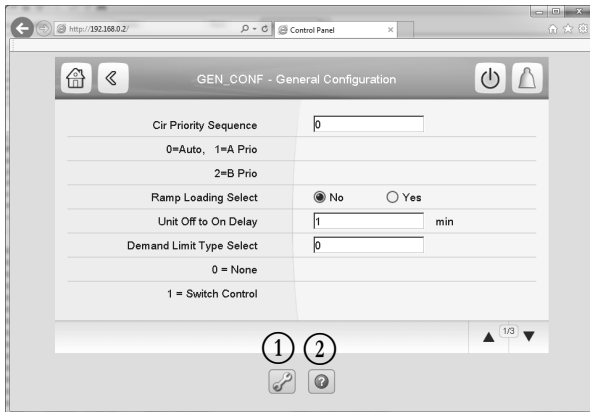 http://192.168.0.2/
Control Panel
GEN_CONF - General Configuration
Cir Priority Sequence 0
0=Auto, 1=A Prio
2=B Prio
Ramp Loading Select No Yes
Unit Off to On Delay 1 min
Demand Limit Type Select 0
0 = None
1 = Switch Control
1/3
1 2
?